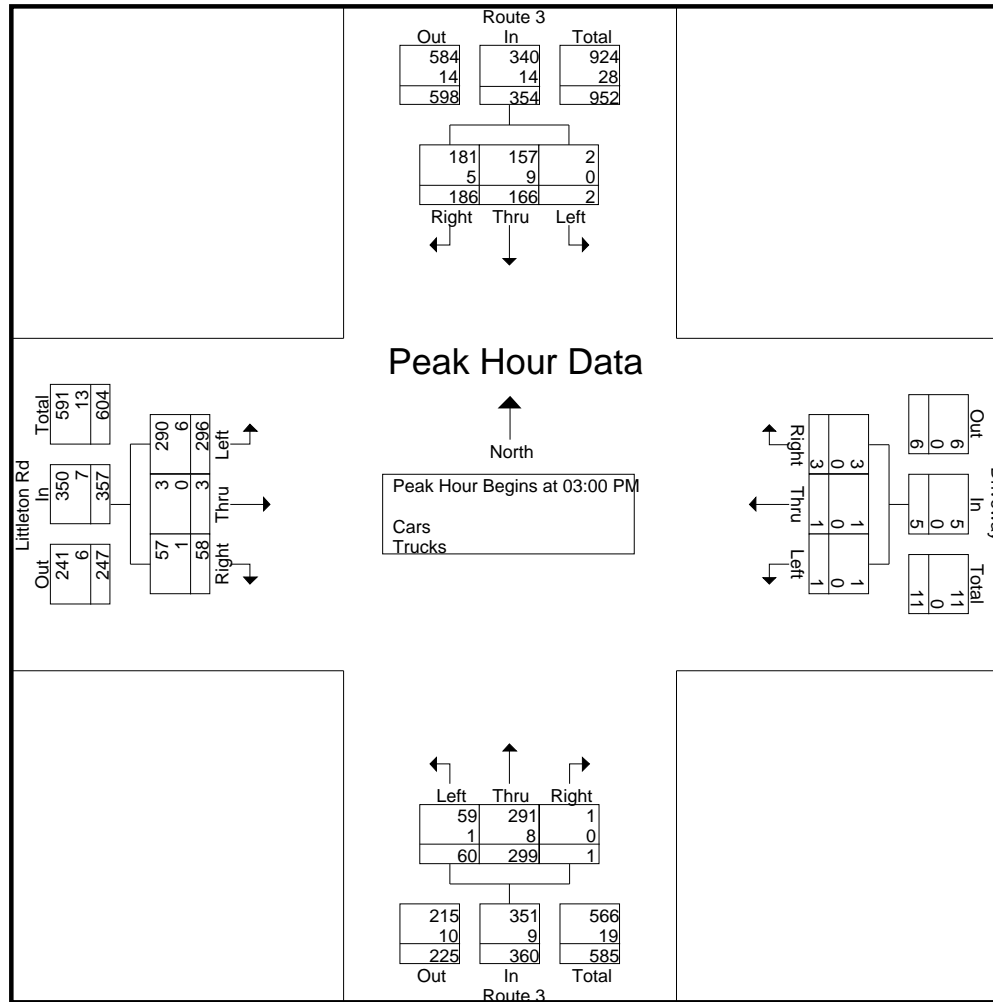 Route 3
Out In Total
584 340 924
14 14 28
598 354 952
181 157 2
5 9 0
186 166 2
Right Thru Left
Peak Hour Data
North
Peak Hour Begins at 03:00 PM
Cars
Trucks
Littleton Rd
Total In Out
591 350 241
13 7 6
604 357 247
290 3 57
6 0 1
296 3 58
Left Thru Right
Out In Total
6 5 11
0 0 0
6 5 11
3 1 1
0 0 0
3 1 1
Right Thru Left
Left Thru Right
59 291 1
1 8 0
60 299 1
215 351 566
10 9 19
225 360 585
Out In Total
Route 3